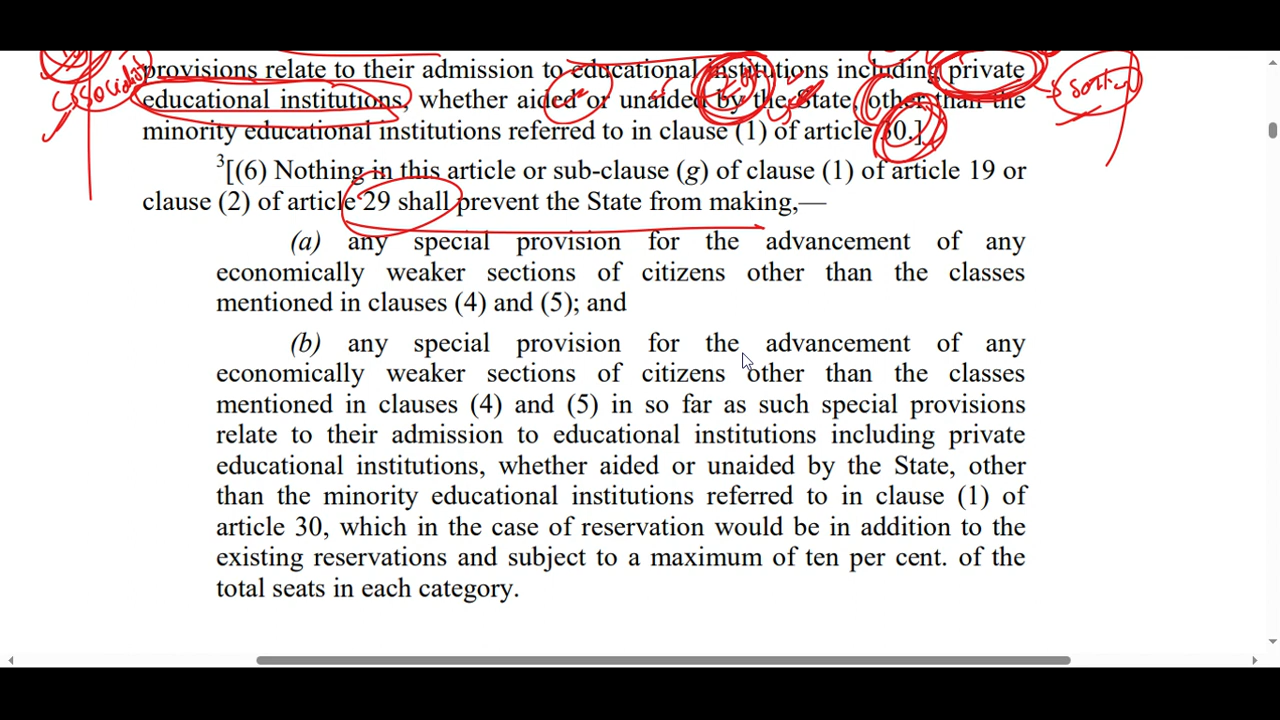 provisions relate to their admission to educational institutions including private
educational institutions, whether aided or unaided by the State, other than the
minority educational institutions referred to in clause (1) of article 30.]
3[(6) Nothing in this article or sub-clause (g) of clause (1) of article 19 or
clause (2) of article 29 shall prevent the State from making,—
(a) any special provision for the advancement of any
economically weaker sections of citizens other than the classes
mentioned in clauses (4) and (5); and
(b) any special provision for the advancement of any
economically weaker sections of citizens other than the classes
mentioned in clauses (4) and (5) in so far as such special provisions
relate to their admission to educational institutions including private
educational institutions, whether aided or unaided by the State, other
than the minority educational institutions referred to in clause (1) of
article 30, which in the case of reservation would be in addition to the
existing reservations and subject to a maximum of ten per cent. of the
total seats in each category.